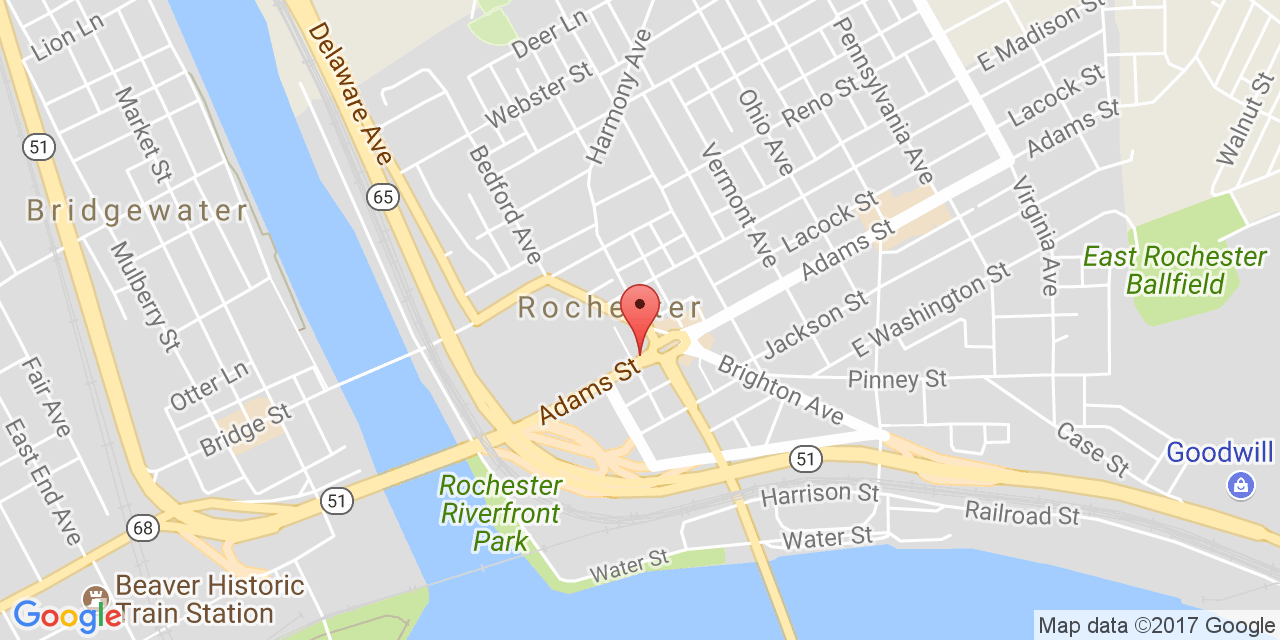 Lion Ln
Delaware Ave
Deer Ln
Harmony Ave
Pennsylvania Ave
E Madison St
Webster St
Ohio Ave
Reno St
Lacock St
Adams St
Walnut St
Market St
51
65
Bedford Ave
Vermont Ave
Virginia Ave
Bridgewater
Lacock St
Adams St
East Rochester
Ballfield
Mulberry St
Rochester
Jackson St
E Washington St
Fair Ave
Otter Ln
Bridge St
Adams St
Brighton Ave
Pinney St
East End Ave
Case St
Goodwill
51
51
68
Rochester
Riverfront
Park
Harrison St
Railroad St
Water St
Water St
Beaver Historic
Train Station
Google
Map data ©2017 Google